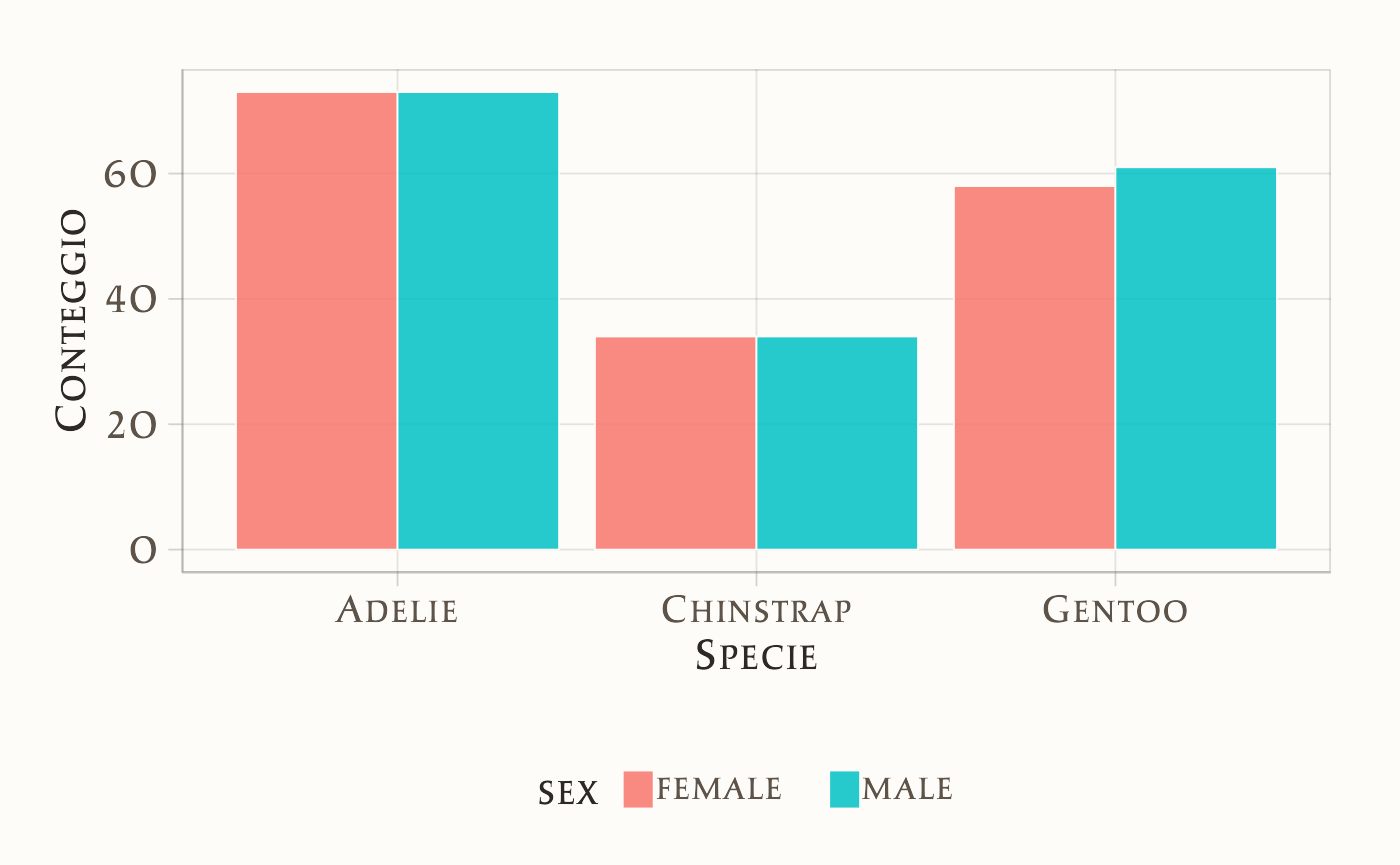 60
40
20
0
Conteggio
Adelie
Chinstrap
Gentoo
Specie
sex
female
male